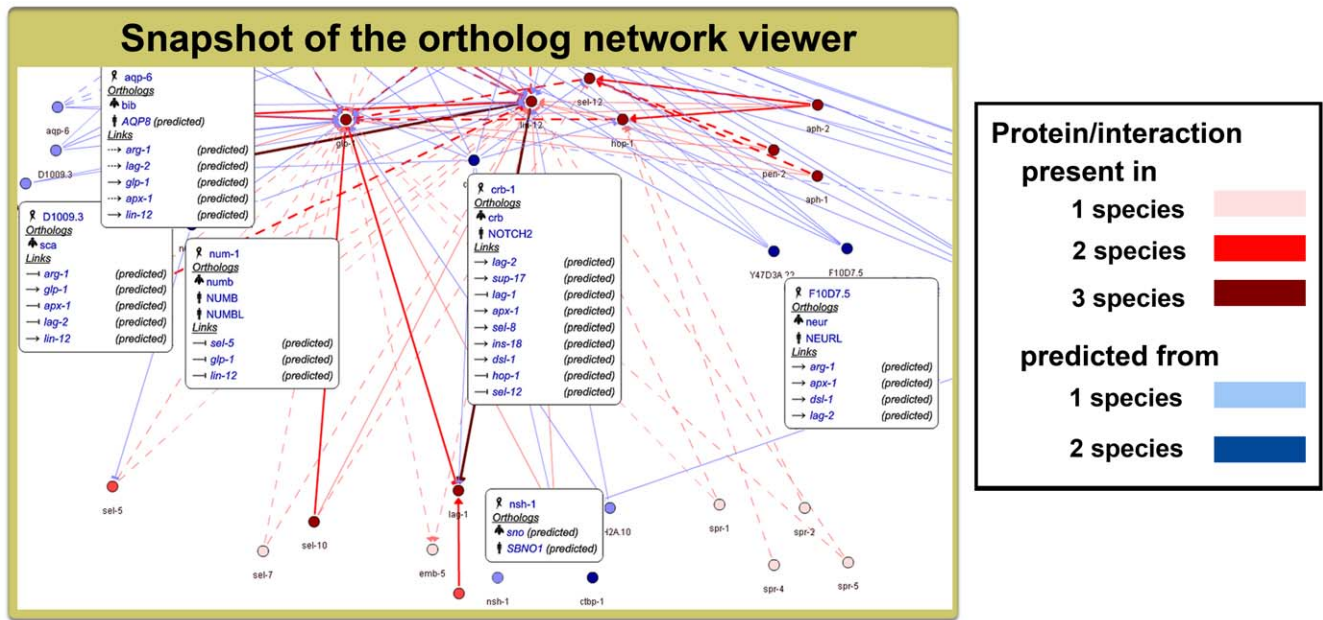 Snapshot of the ortholog network viewer
aqp-6
Orthologs
bib
AQP8 (predicted)
Links
arg-1 (predicted)
lag-2 (predicted)
glp-1 (predicted)
apx-1 (predicted)
lin-12 (predicted)
aqp-6
D1009.3
glp-1
lin-12
sel-12
hop-1
aph-2
pen-2
aph-1
D1009.3
Orthologs
sca
Links
arg-1 (predicted)
glp-1 (predicted)
apx-1 (predicted)
lag-2 (predicted)
lin-12 (predicted)
num-1
Orthologs
numb
NUMB
NUMBL
Links
sel-5 (predicted)
glp-1 (predicted)
lin-12 (predicted)
crb-1
Orthologs
crb
NOTCH2
Links
lag-2 (predicted)
sup-17 (predicted)
lag-1 (predicted)
apx-1 (predicted)
sel-8 (predicted)
ins-18 (predicted)
dsl-1 (predicted)
hop-1 (predicted)
sel-12 (predicted)
Y47D3A.22
F10D7.5
F10D7.5
Orthologs
neur
NEURL
Links
arg-1 (predicted)
apx-1 (predicted)
dsl-1 (predicted)
lag-2 (predicted)
sel-5
sel-7
sel-10
emb-5
lag-1
nsh-1
Orthologs
sno (predicted)
SBNO1 (predicted)
H2A.10
nsh-1
ctbp-1
spr-1
spr-2
spr-4
spr-5
Protein/interaction
present in
1 species
2 species
3 species
predicted from
1 species
2 species